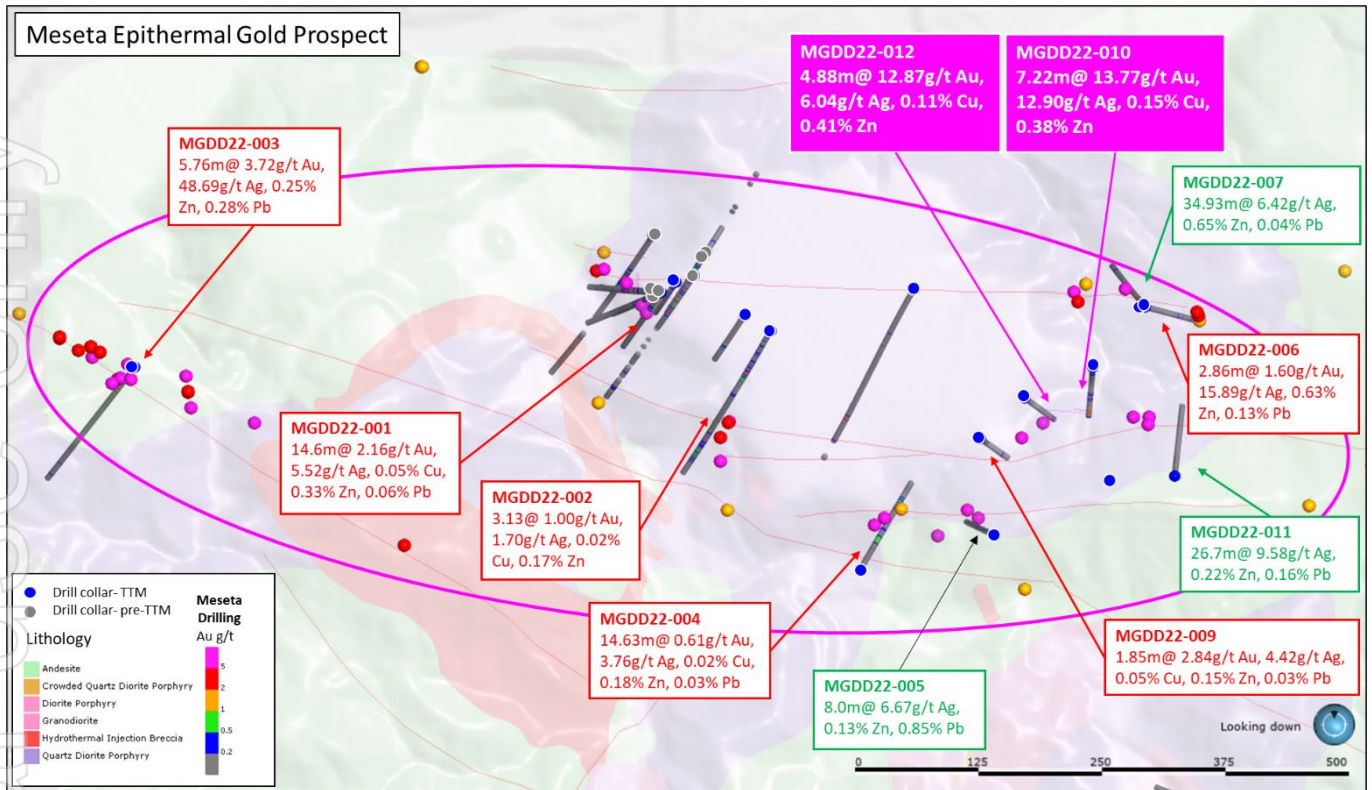 Meseta Epithermal Gold Prospect
MGDD22-012
4.88m @ 12.87g/t Au,
6.04g/t Ag, 0.11% Cu,
0.41% Zn
MGDD22-010
7.22m @ 13.77g/t Au,
12.90g/t Ag, 0.15% Cu,
0.38% Zn
MGDD22-003
5.76m@ 3.72g/t Au,
48.69g/t Ag, 0.25%
Zn, 0.28% Pb
MGDD22-007
34.93m@ 6.42g/t Ag,
0.65% Zn, 0.04% Pb
MGDD22-006
2.86m @ 1.60g/t Au,
15.89g/t Ag, 0.63%
Zn, 0.13% Pb
MGDD22-001
14.6m @ 2.16g/t Au,
5.52g/t Ag, 0.05% Cu,
0.33% Zn, 0.06% Pb
MGDD22-002
3.13@ 1.00g/t Au,
1.70g/t Ag, 0.02%
Cu, 0.17% Zn
MGDD22-011
26.7m@ 9.58g/t Ag,
0.22% Zn, 0.16% Pb
MGDD22-004
14.63m@ 0.61g/t Au,
3.76g/t Ag, 0.02% Cu,
0.18% Zn, 0.03% Pb
MGDD22-009
1.85m@ 2.84g/t Au, 4.42g/t Ag,
0.05% Cu, 0.15% Zn, 0.03% Pb
MGDD22-005
8.0m@ 6.67g/t Ag,
0.13% Zn, 0.85% Pb
Drill collar- TTM
Drill collar- pre-TTM
Lithology
Andesite
Crowded Quartz Diorite Porphyry
Diorite Porphyry
Granodiorite
Hydrothermal Injection Breccia
Quartz Diorite Porphyry
Meseta
Drilling
Au g/t
5
2
1
0.5
0.2
Looking down
0 125 250 375 500